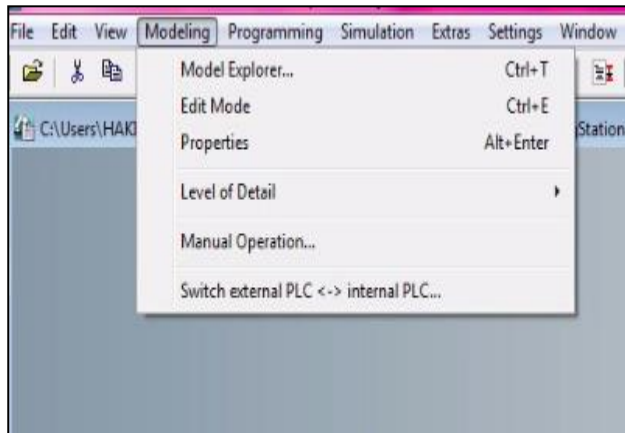 File Edit View Modeling Programming Simulation Extras Settings Window
Model Explorer... Ctrl+T
Edit Mode Ctrl+E
C:\Users\HAK
Station
Properties Alt+Enter
Level of Detail
Manual Operation...
Switch external PLC <-> internal PLC...